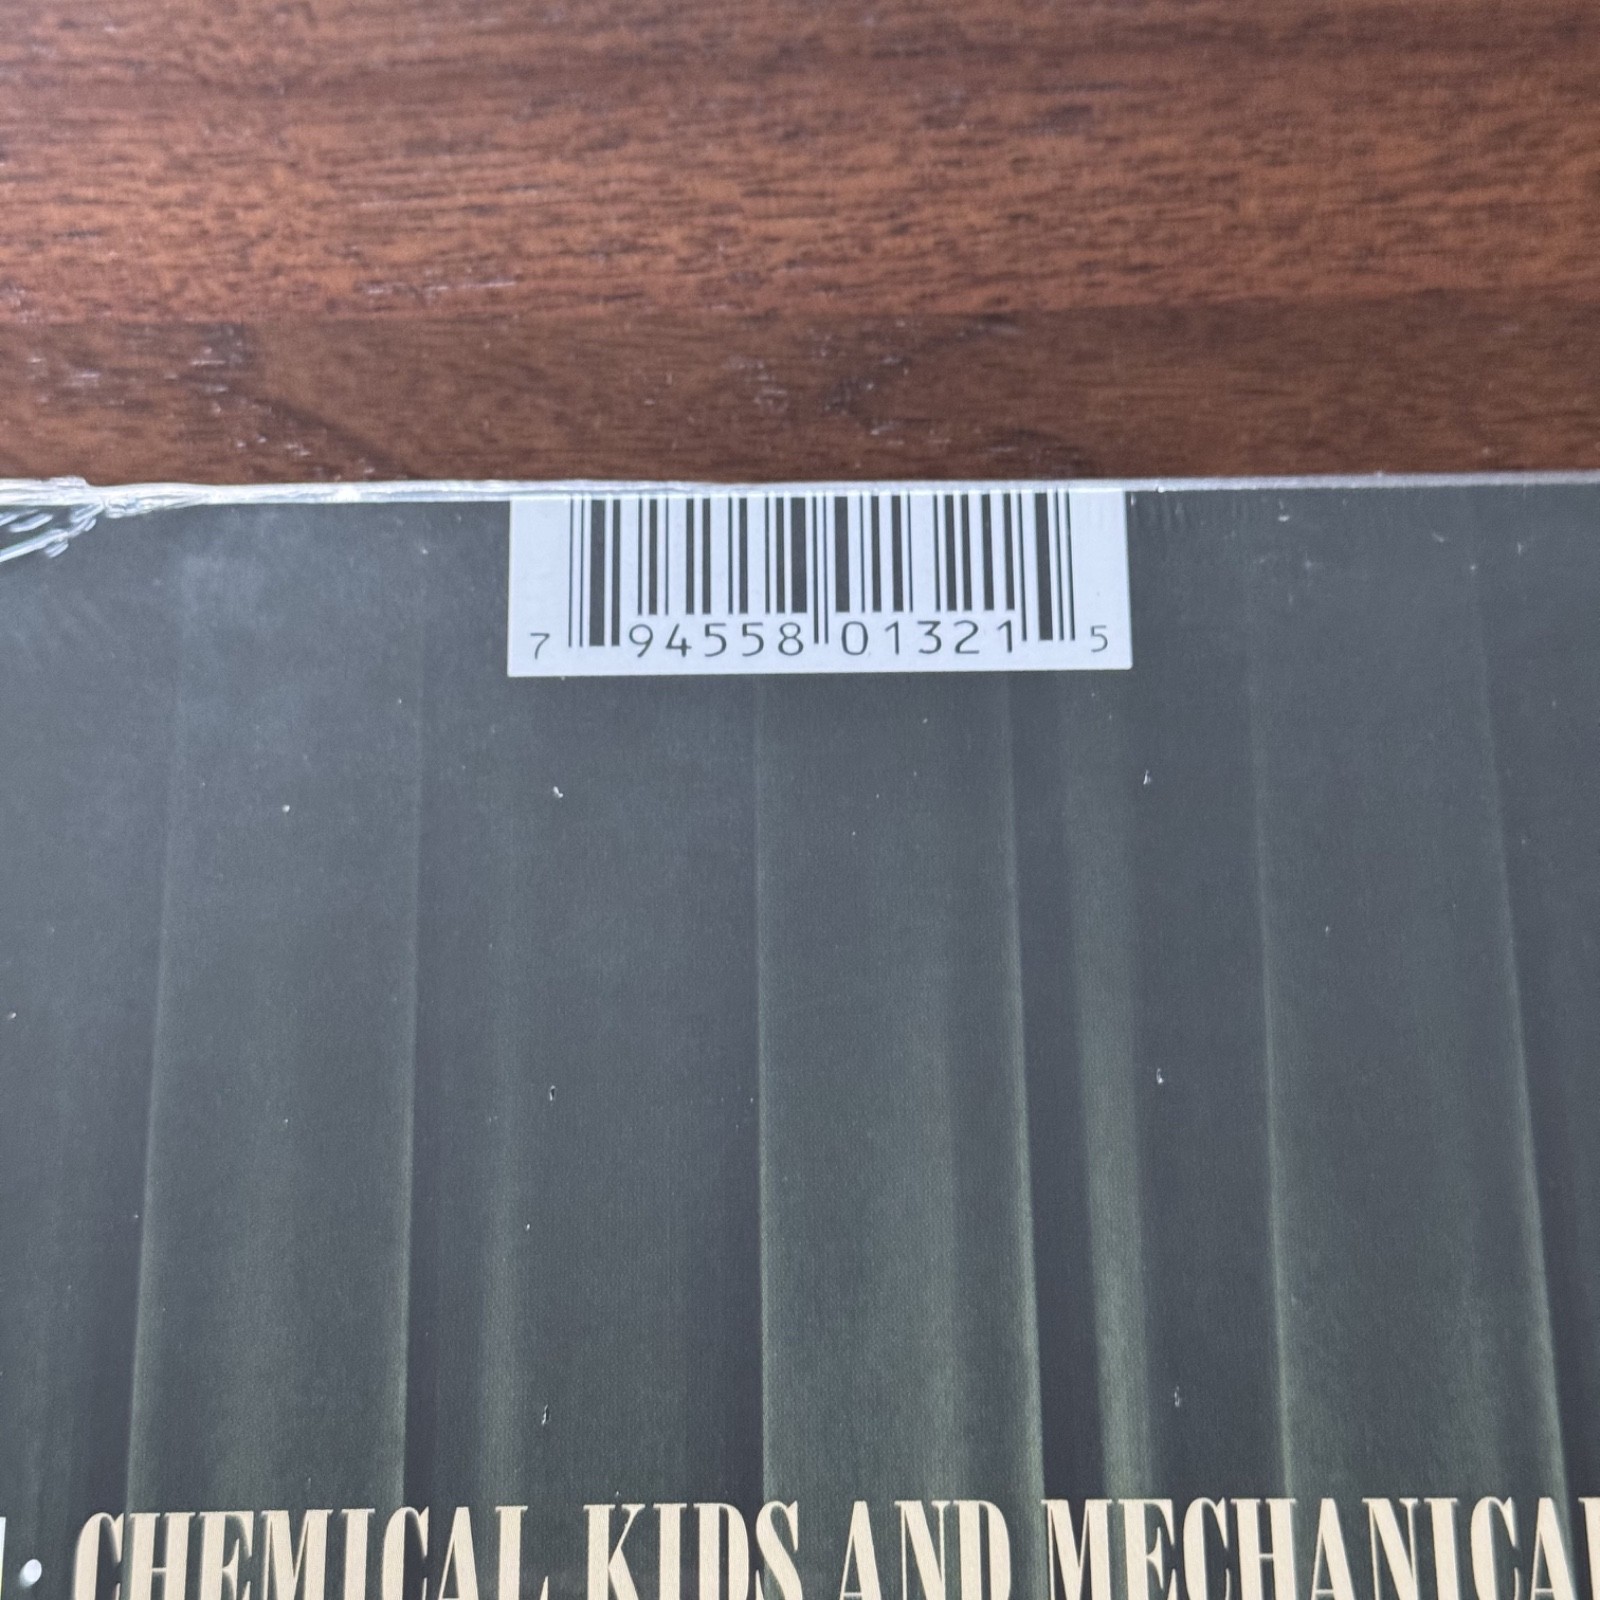 7 94558 01321 5
• CHEMICAL KIDS AND MECHANICAL